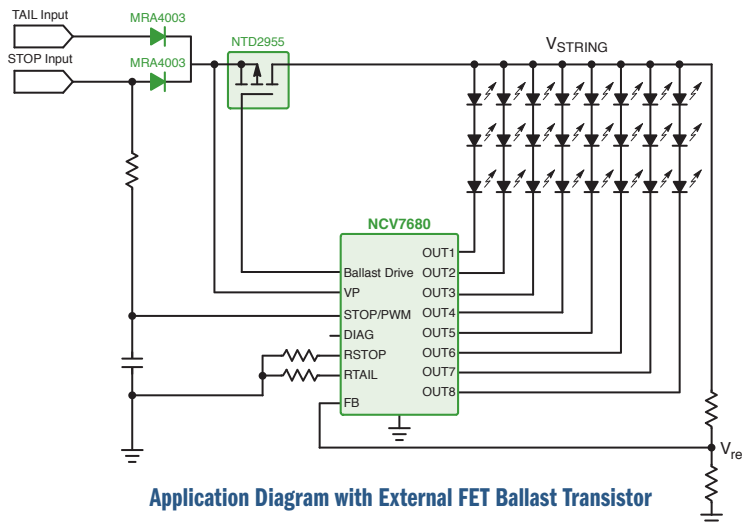 TAIL Input
MRA4003
STOP Input
MRA4003
NTD2955
VSTRING
NCV7680
Ballast Drive
VP
STOP/PWM
DIAG
RSTOP
RTAIL
FB
OUT1
OUT2
OUT3
OUT4
OUT5
OUT6
OUT7
OUT8
Vre
Application Diagram with External FET Ballast Transistor